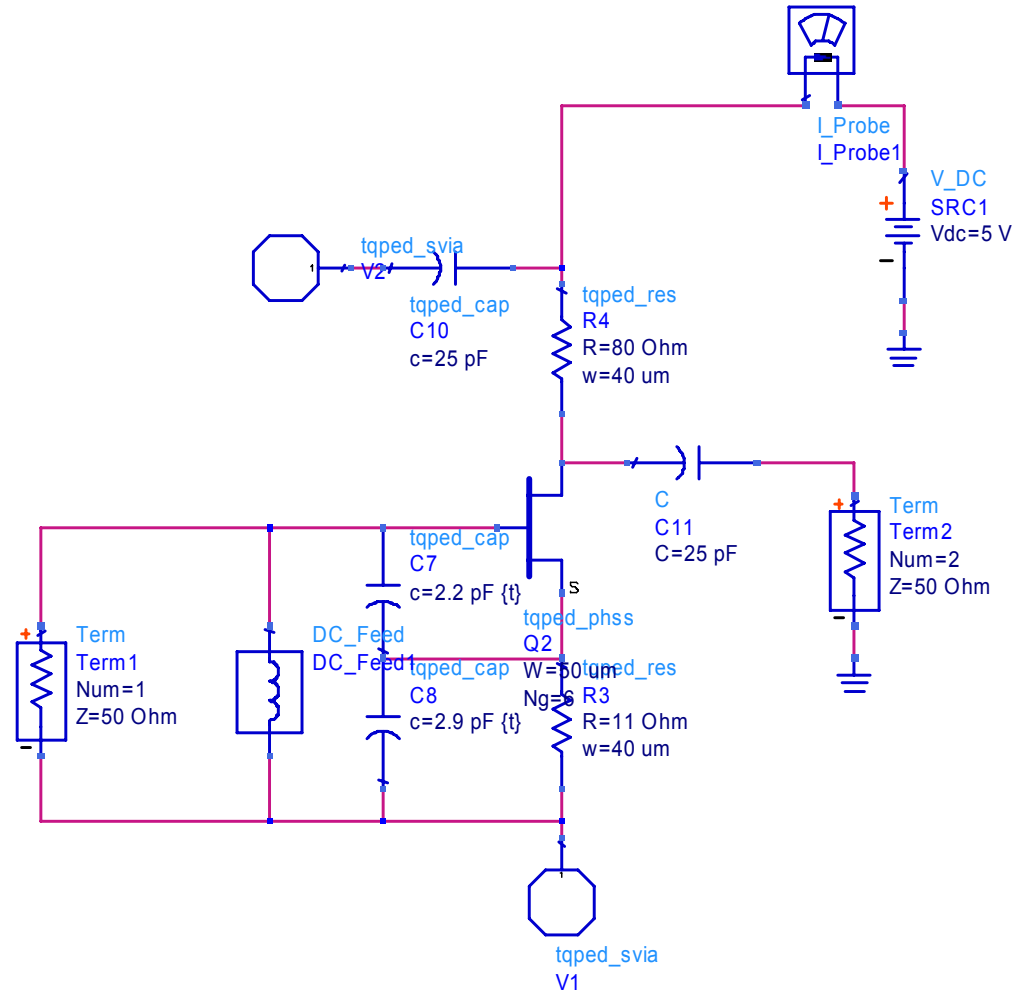 I_Probe
I_Probe1
V_DC
SRC1
Vdc=5 V
+
-
tqped_svia
V2
1
tqped_cap
C10
c=25 pF
tqped_res
R4
R=80 Ohm
w=40 um
C
C11
C=25 pF
+
Term
Term2
Num=2
Z=50 Ohm
-
tqped_cap
C7
c=2.2 pF {t}
S
tqped_phss
Q2
W=50 um
Ng=6
+
Term
Term1
Num=1
Z=50 Ohm
-
DC_Feed
DC_Feed1
tqped_cap
C8
c=2.9 pF {t}
tqped_res
R3
R=11 Ohm
w=40 um
1
tqped_svia
V1